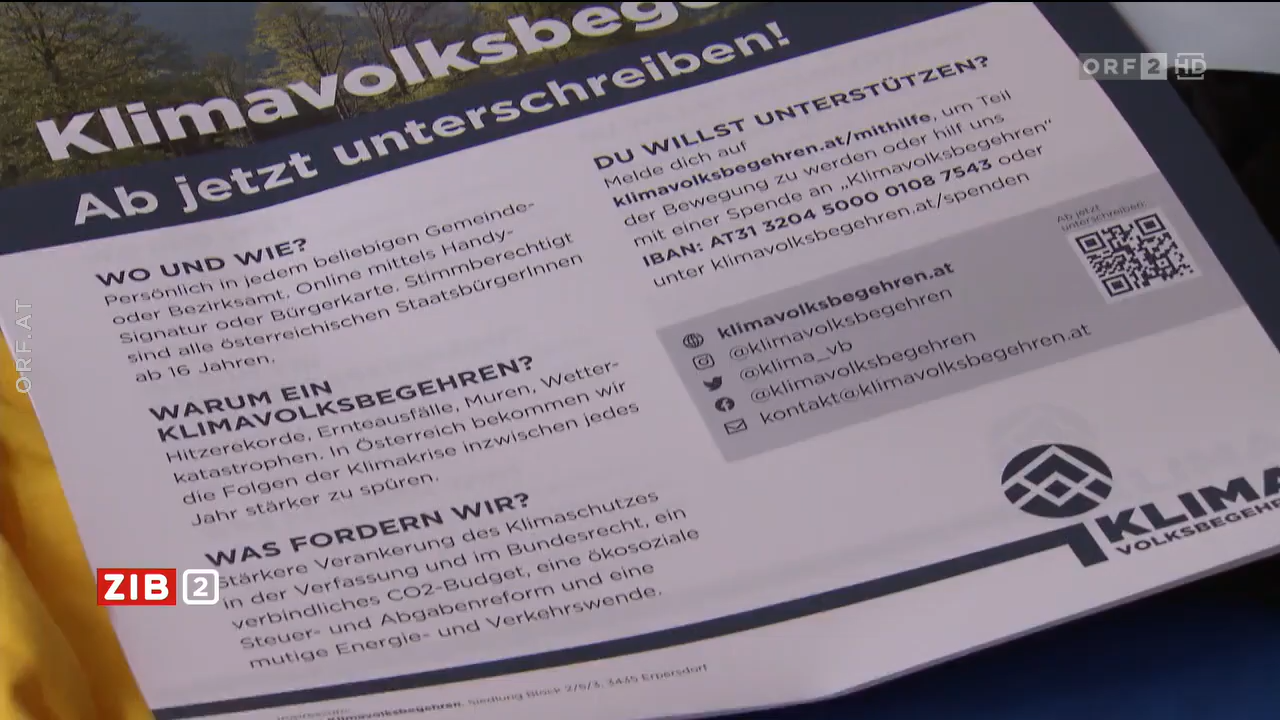 Klimavolksbege
Ab jetzt unterschreiben!
WO UND WIE?
Persönlich in jedem beliebigen Gemeinde-
oder Bezirksamt. Online mittels Handy-
Signatur oder Bürgerkarte. Stimmberechtigt
sind alle österreichischen StaatsbürgerInnen
ab 16 Jahren.
WARUM EIN
KLIMAVOLKSBEGEHREN?
Hitzerekorde, Ernteausfälle, Muren, Wetter-
katastrophen. In Österreich bekommen wir
die Folgen der Klimakrise inzwischen jedes
Jahr stärker zu spüren.
WAS FORDERN WIR?
Stärkere Verankerung des Klimaschutzes
in der Verfassung und im Bundesrecht, ein
verbindliches CO2-Budget, eine ökosoziale
Steuer- und Abgabenreform und eine
mutige Energie- und Verkehrswende.
DU WILLST UNTERSTÜTZEN?
Melde dich auf
klimavolksbegehren.at/mithilfe, um Teil
der Bewegung zu werden oder hilf uns
mit einer Spende an „Klimavolksbegehren“
IBAN: AT31 3204 5000 0108 7543 oder
unter klimavolksbegehren.at/spenden
Ab jetzt
unterschreiben:
klimavolksbegehren.at
@klimavolksbegehren
@klima_vb
@klimavolksbegehren
kontakt@klimavolksbegehren.at
KLIMA
VOLKSBEGEHR
Klimavolksbegehren, Siedlung Block 2/5/3, 3435 Erpersdorf
ORF 2 HD
ORF.AT
ZIB 2